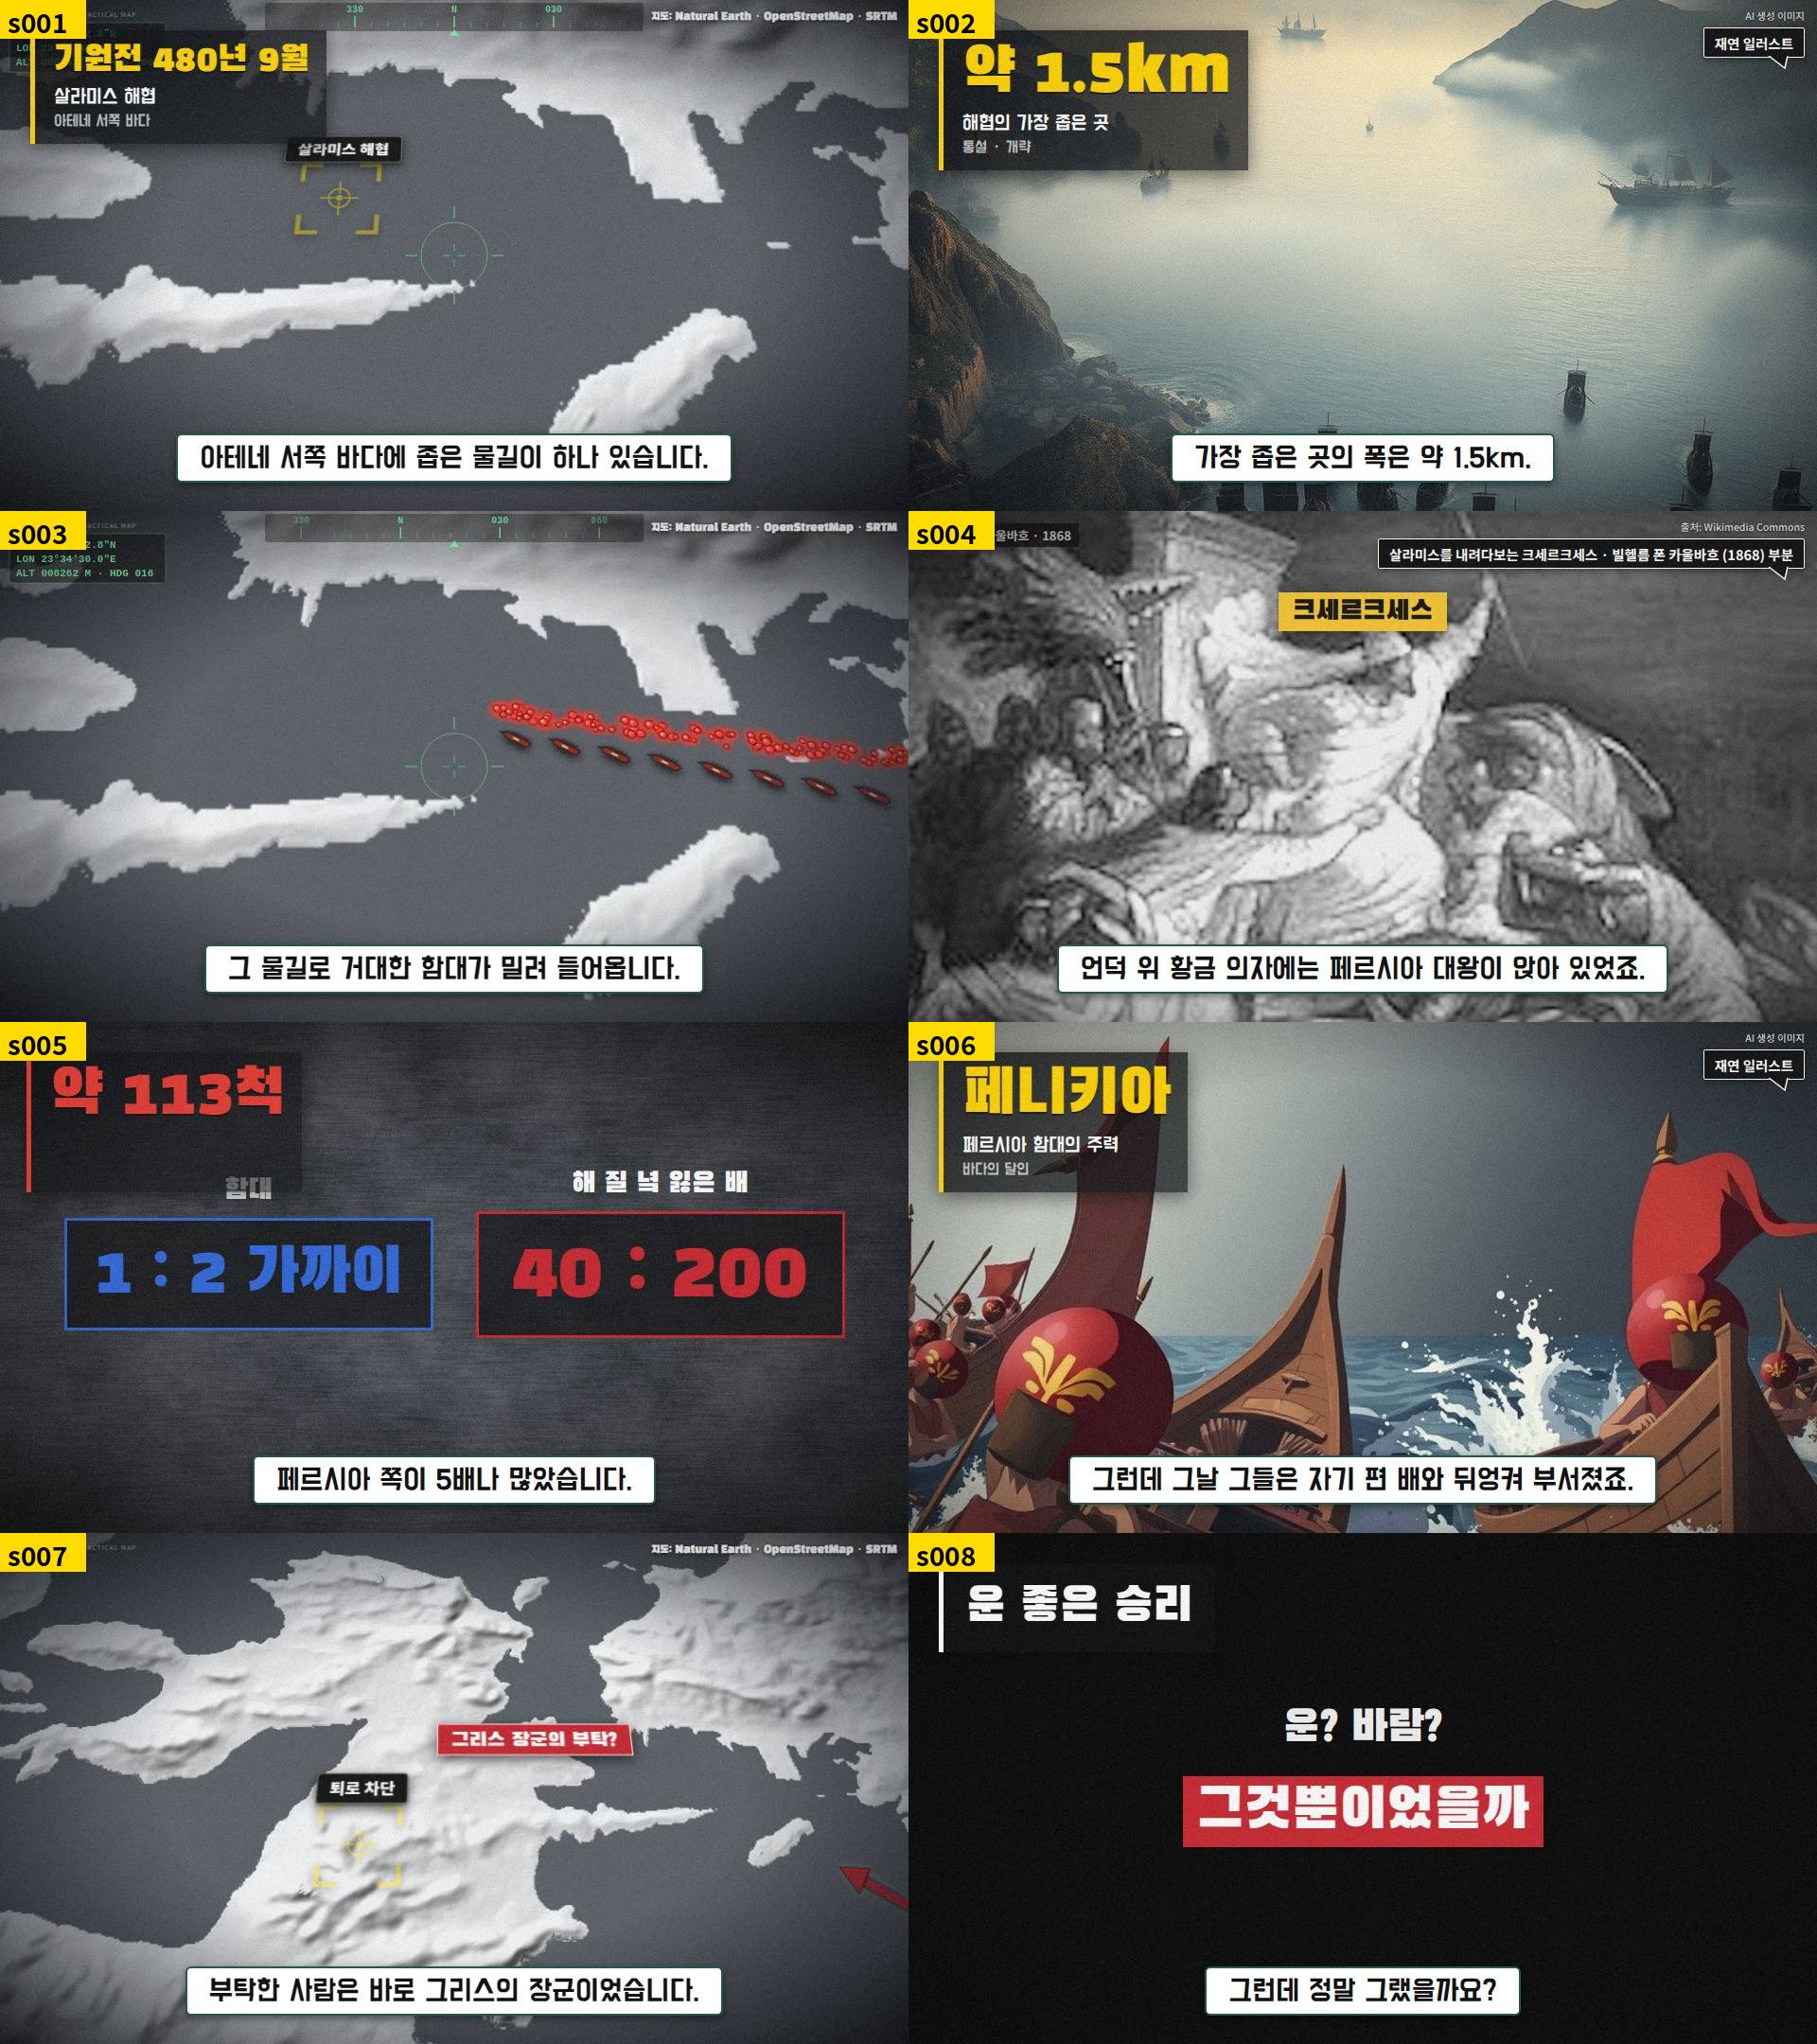 s001
330 N 030
지도: Natural Earth · OpenStreetMap · SRTM
기원전 480년 9월
살라미스 해협
아테네 서쪽 바다
살라미스 해협
아테네 서쪽 바다에 좁은 물길이 하나 있습니다.
s002
AI 생성 이미지
재연 일러스트
약 1.5km
해협의 가장 좁은 곳
통설 · 개략
가장 좁은 곳의 폭은 약 1.5km.
s003
ACTICAL MAP
330 N 030 060
지도: Natural Earth · OpenStreetMap · SRTM
2.8"N
LON 23°34'30.0"E
ALT 008262 M · HDG 016
그 물길로 거대한 함대가 밀려 들어옵니다.
s004
울바흐 · 1868
출처: Wikimedia Commons
살라미스를 내려다보는 크세르크세스 · 빌헬름 폰 카울바흐 (1868) 부분
크세르크세스
언덕 위 황금 의자에는 페르시아 대왕이 앉아 있었죠.
s005
약 113척
함대
해 질 녘 잃은 배
1 : 2 가까이
40 : 200
페르시아 쪽이 5배나 많았습니다.
s006
AI 생성 이미지
재연 일러스트
페니키아
페르시아 함대의 주력
바다의 달인
그런데 그날 그들은 자기 편 배와 뒤엉켜 부서졌죠.
s007
ACTICAL MAP
지도: Natural Earth · OpenStreetMap · SRTM
그리스 장군의 부탁?
퇴로 차단
부탁한 사람은 바로 그리스의 장군이었습니다.
s008
운 좋은 승리
운? 바람?
그것뿐이었을까
그런데 정말 그랬을까요?